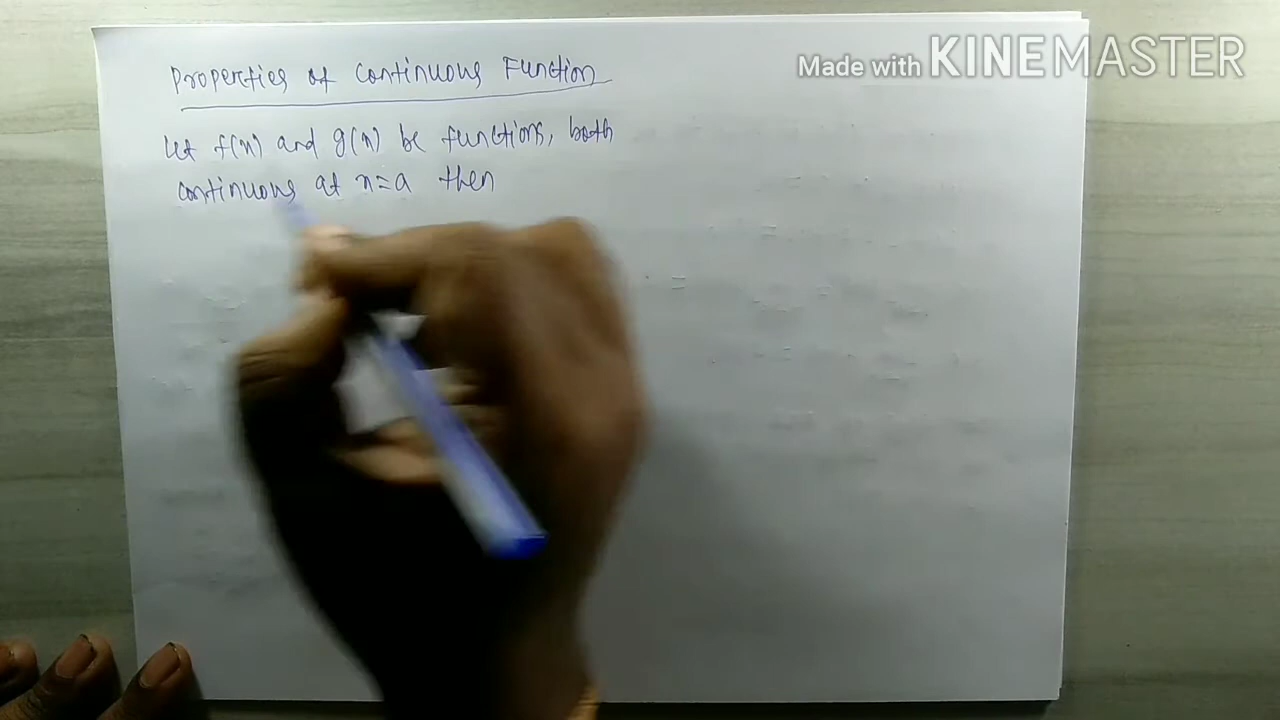 Properties of Continuous Function
Let f(x) and g(x) be functions, both
continuous at x=a then
Made with KINEMASTER